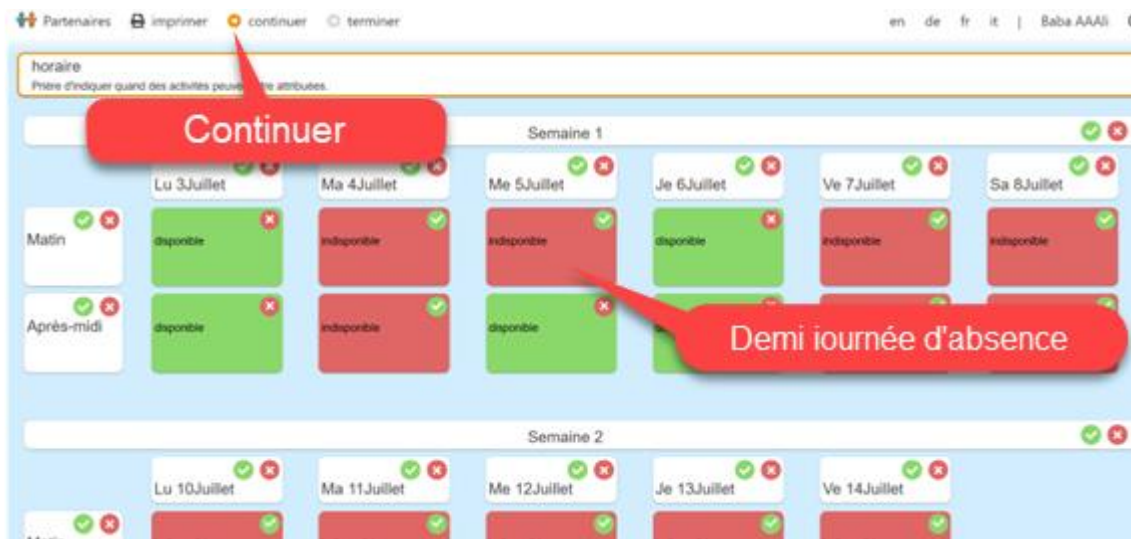 Partenaires imprimer continuer terminer en de fr it | Baba AAAli
horaire
Prière d'indiquer quand des activités peuve tre attribuées.
Continuer
Semaine 1
Lu 3Juillet Ma 4Juillet Me 5Juillet Je 6Juillet Ve 7Juillet Sa 8Juillet
Matin disponible indisponible indisponible disponible indisponible indisponible
Après-midi disponible indisponible disponible
Demi iournée d'absence
Semaine 2
Lu 10Juillet Ma 11Juillet Me 12Juillet Je 13Juillet Ve 14Juillet